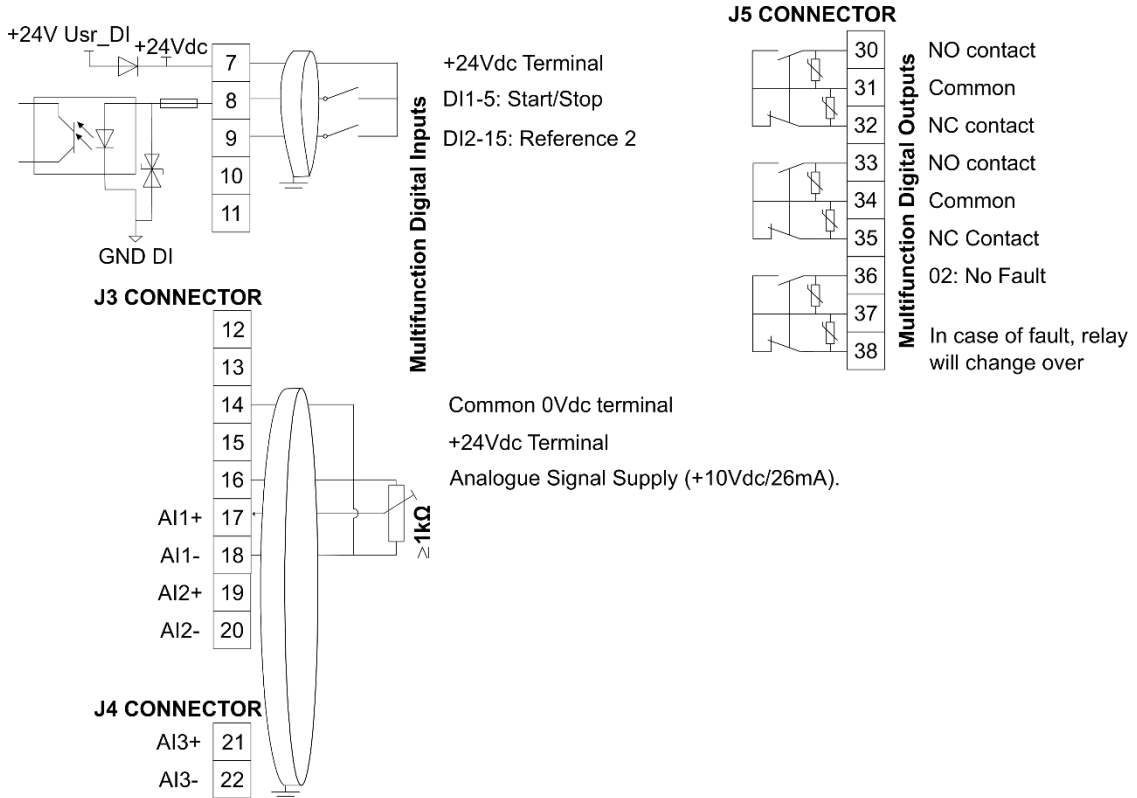 +24V Usr_DI
+24Vdc
7
+24Vdc Terminal
8
DI1-5: Start/Stop
9
DI2-15: Reference 2
10
11
GND DI
Multifunction Digital Inputs
J3 CONNECTOR
12
13
14
Common 0Vdc terminal
15
+24Vdc Terminal
16
Analogue Signal Supply (+10Vdc/26mA).
AI1+ 17
AI1- 18
≥1kΩ
AI2+ 19
AI2- 20
J4 CONNECTOR
AI3+ 21
AI3- 22
J5 CONNECTOR
30 NO contact
31 Common
32 NC contact
33 NO contact
34 Common
35 NC Contact
36 02: No Fault
37
38
In case of fault, relay
will change over
Multifunction Digital Outputs